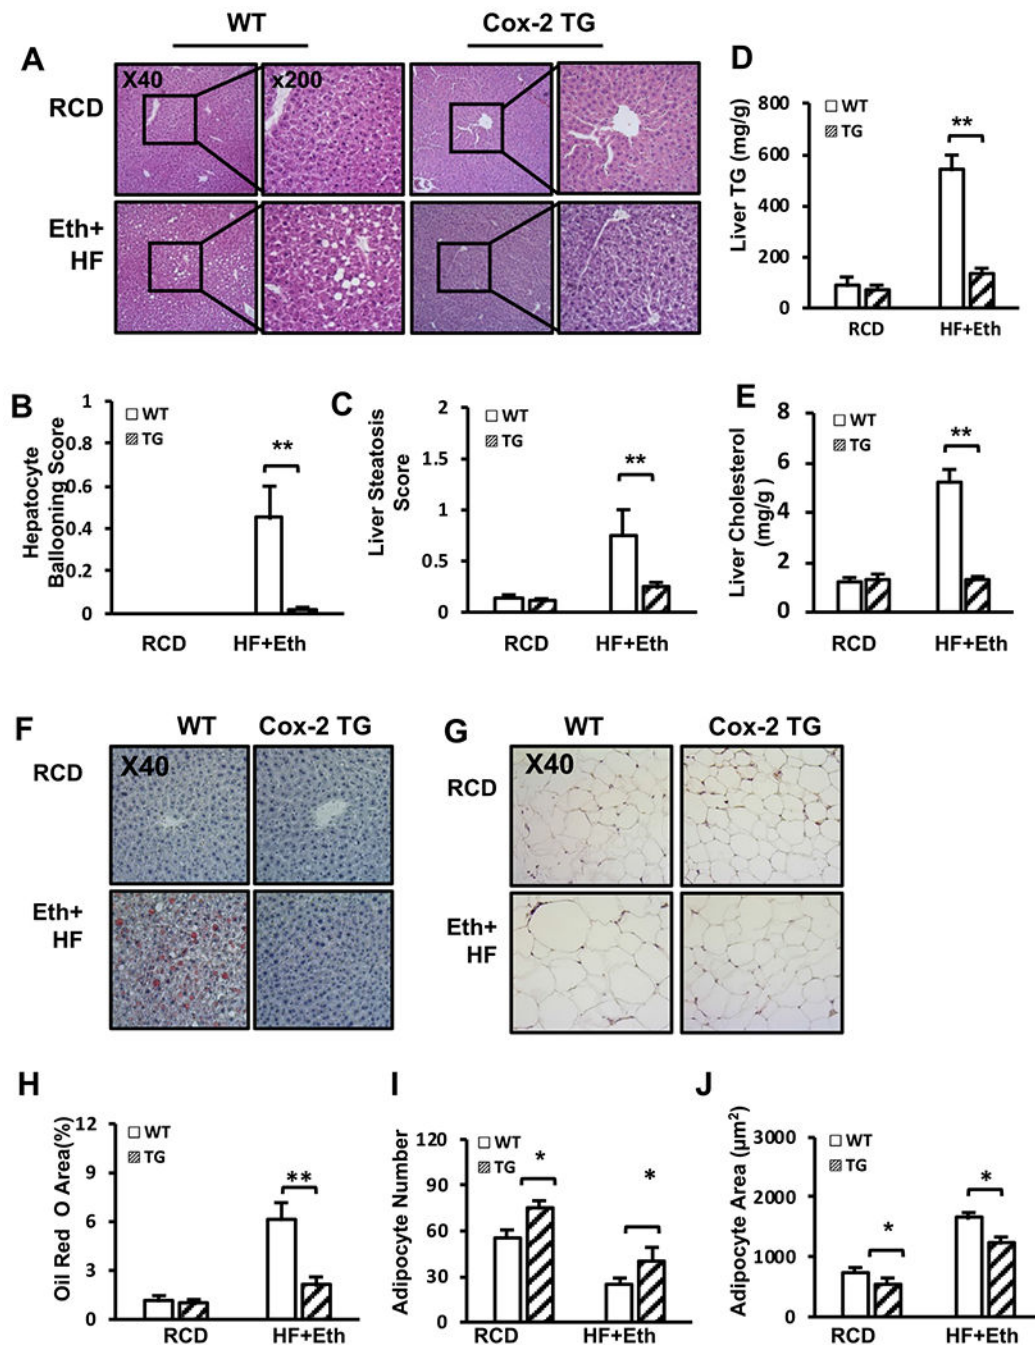 WT
Cox-2 TG
A
RCD
X40
x200
Eth+
HF
D
Liver TG (mg/g)
800
600
400
200
0
WT
TG
**
RCD
HF+Eth
B
Hepatocyte
Ballooning Score
1
0.8
0.6
0.4
0.2
0
WT
TG
**
RCD
HF+Eth
C
Liver Steatosis
Score
2
1.5
1
0.5
0
WT
TG
**
RCD
HF+Eth
E
Liver Cholesterol
(mg/g )
8
6
4
2
0
WT
TG
**
RCD
HF+Eth
F
WT
Cox-2 TG
RCD
X40
Eth+
HF
G
WT
Cox-2 TG
RCD
X40
Eth+
HF
H
Oil Red O Area(%)
12
9
6
3
0
WT
TG
**
RCD
HF+Eth
I
Adipocyte Number
120
90
60
30
0
WT
TG
*
*
RCD
HF+Eth
J
Adipocyte Area (µm²)
3000
2000
1000
0
WT
TG
*
*
RCD
HF+Eth